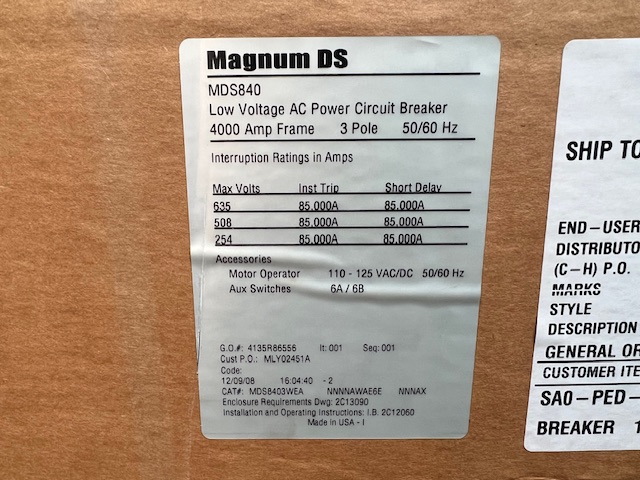 Magnum DS
MDS840
Low Voltage AC Power Circuit Breaker
4000 Amp Frame 3 Pole 50/60 Hz
Interruption Ratings in Amps
Max Volts Inst Trip Short Delay
635 85.000A 85.000A
508 85.000A 85.000A
254 85.000A 85.000A
Accessories
Motor Operator 110 - 125 VAC/DC 50/60 Hz
Aux Switches 6A / 6B
G.O.#: 4135R86556 It: 001 Seq: 001
Cust P.O.: MLY02451A
Code:
12/09/08 16:04:40 - 2
CAT#: MDS8403WEA NNNNAWAE6E NNNAX
Enclosure Requirements Dwg: 2C13090
Installation and Operating Instructions: I.B. 2C12060
Made in USA - I
SHIP TO
END-USER
DISTRIBUTO
(C-H) P.O.
MARKS
STYLE
DESCRIPTION
GENERAL OR
CUSTOMER ITE
SA0-PED-
BREAKER 1